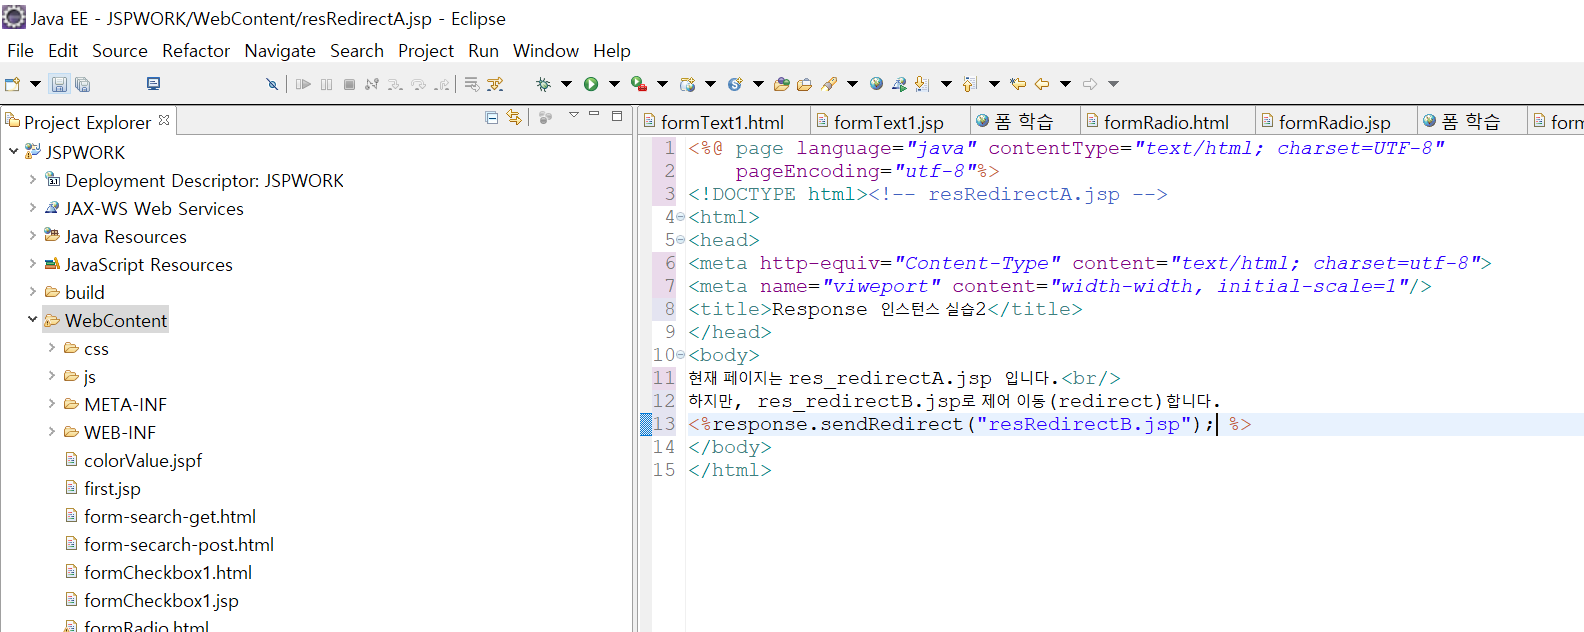 Java EE - JSPWORK/WebContent/resRedirectA.jsp - Eclipse
File Edit Source Refactor Navigate Search Project Run Window Help
Project Explorer
JSPWORK
Deployment Descriptor: JSPWORK
JAX-WS Web Services
Java Resources
JavaScript Resources
build
WebContent
css
js
META-INF
WEB-INF
colorValue.jspf
first.jsp
form-search-get.html
form-secarch-post.html
formCheckbox1.html
formCheckbox1.jsp
formRadio.html
formText1.html formText1.jsp 폼 학습 formRadio.html formRadio.jsp 폼 학습 form
1 <%@ page language="java" contentType="text/html; charset=UTF-8"
2 pageEncoding="utf-8"%>
3 <!DOCTYPE html><!-- resRedirectA.jsp -->
4 <html>
5 <head>
6 <meta http-equiv="Content-Type" content="text/html; charset=utf-8">
7 <meta name="viweport" content="width-width, initial-scale=1"/>
8 <title>Response 인스턴스 실습2</title>
9 </head>
10 <body>
11 현재 페이지는 res_redirectA.jsp 입니다.<br/>
12 하지만, res_redirectB.jsp로 제어 이동(redirect)합니다.
13 <%response.sendRedirect("resRedirectB.jsp"); %>
14 </body>
15 </html>